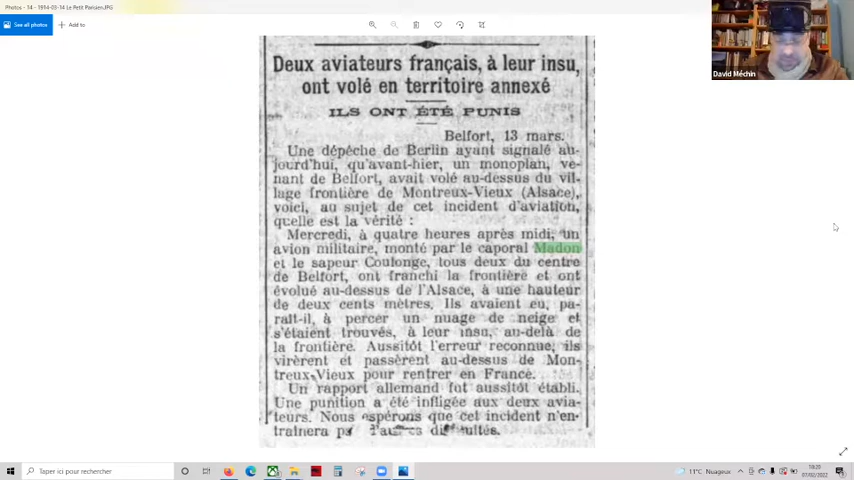 Photos - 14 - 1994-03-14 Le Petit Parisien.JPG
See all photos
Add to
David Méchin
Deux aviateurs français, à leur insu,
ont volé en territoire annexé
ILS ONT ÉTÉ PUNIS
Belfort, 13 mars.
Une dépêche de Berlin ayant signalé au-
jourd'hui, qu'avant-hier, un monoplan, ve-
nant de Belfort, avait volé au-dessus du vil-
lage frontière de Montreux-Vieux (Alsace),
voici, au sujet de cet incident d'aviation,
quelle est la vérité :
Mercredi, à quatre heures après midi, un
avion militaire, monté par le caporal Madon
et le sapeur Coulonge, tous deux du centre
de Belfort, ont franchi la frontière et ont
évolué au-dessus de l'Alsace, à une hauteur
de deux cents mètres. Ils avaient eu, pa-
raît-il, à percer un nuage de neige et
s'étaient trouvés, à leur insu, au-delà de
la frontière. Aussitôt l'erreur reconnue, ils
virèrent et passèrent au-dessus de Mon-
treux-Vieux pour rentrer en France.
Un rapport allemand fut aussitôt établi.
Une punition a été infligée aux deux avia-
teurs. Nous espérons que cet incident n'en-
traînera
Taper ici pour rechercher
11°C Nuageux
18:20
07/02/2022